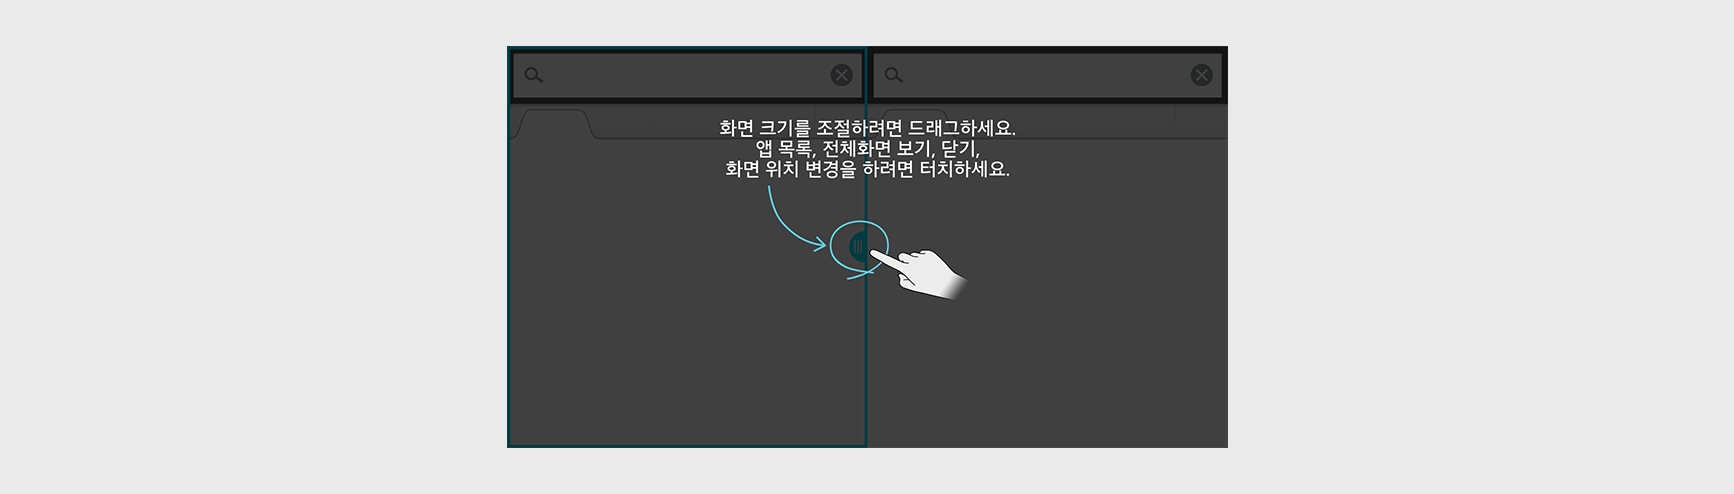 화면 크기를 조절하려면 드래그하세요.
앱 목록, 전체화면 보기, 닫기,
화면 위치 변경을 하려면 터치하세요.